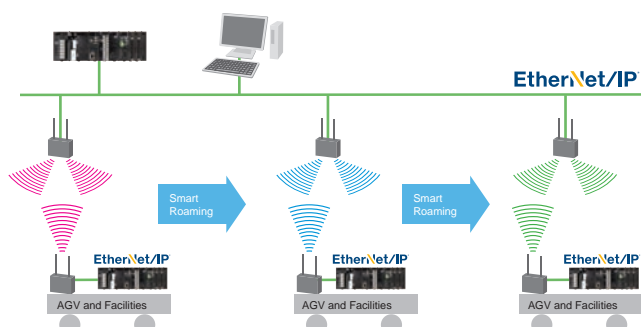 EtherNet/IP
Smart
Roaming
Smart
Roaming
EtherNet/IP
EtherNet/IP
EtherNet/IP
AGV and Facilities
AGV and Facilities
AGV and Facilities